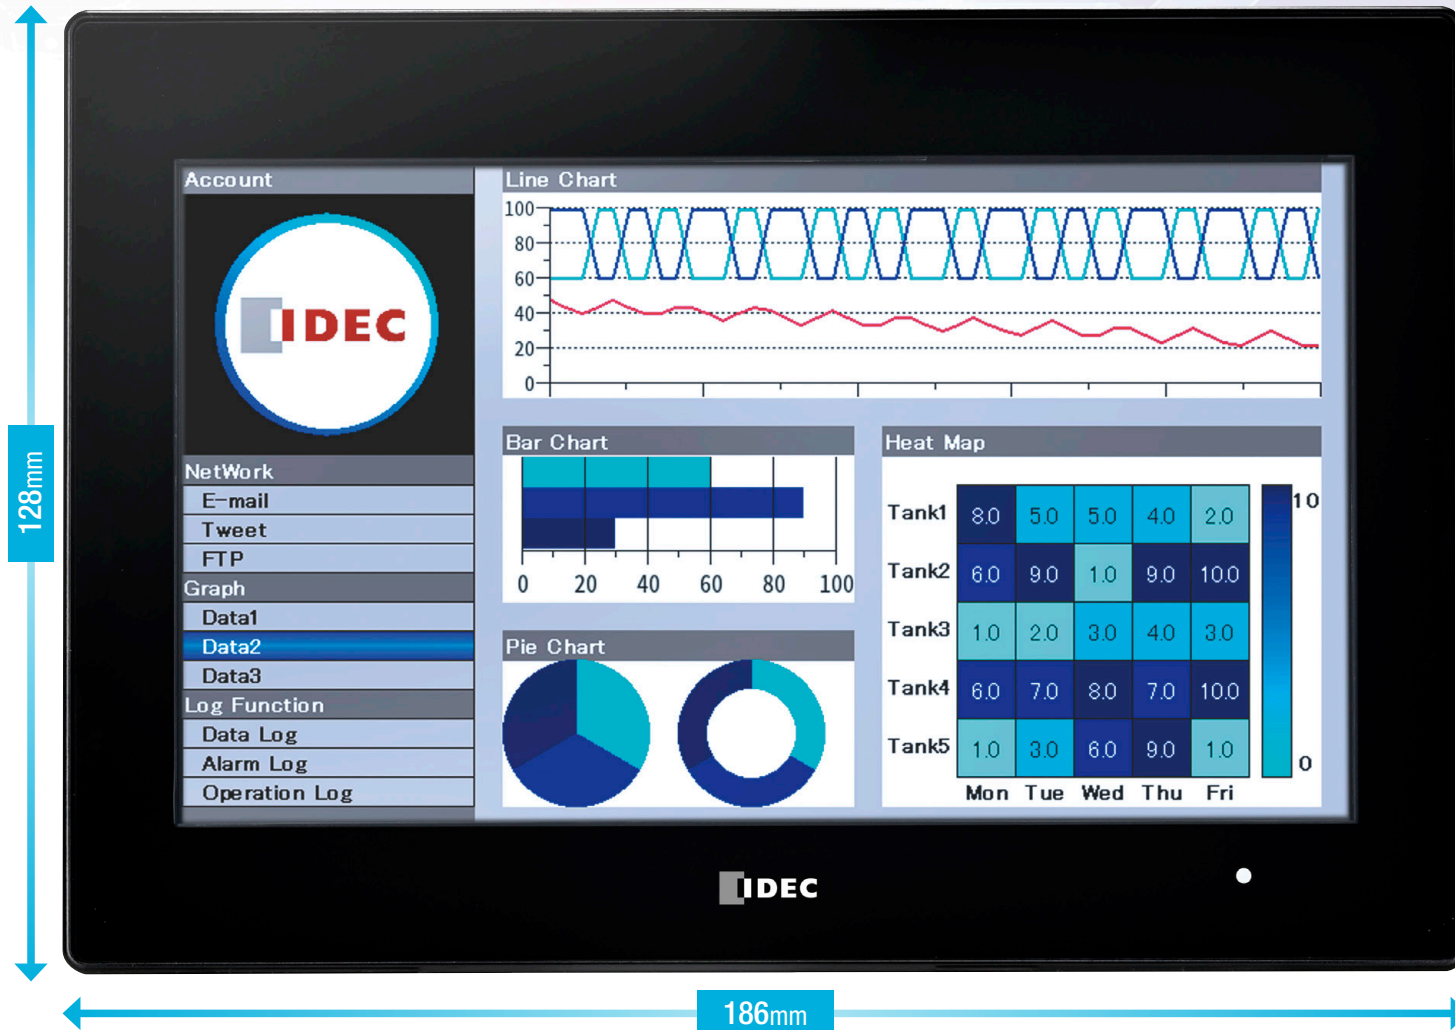 128mm
Account
IDEC
NetWork
E-mail
Tweet
FTP
Graph
Data1
Data2
Data3
Log Function
Data Log
Alarm Log
Operation Log
Line Chart
100
80
60
40
20
0
Bar Chart
0 20 40 60 80 100
Pie Chart
Heat Map
Tank1 8.0 5.0 5.0 4.0 2.0
Tank2 6.0 9.0 1.0 9.0 10.0
Tank3 1.0 2.0 3.0 4.0 3.0
Tank4 6.0 7.0 8.0 7.0 10.0
Tank5 1.0 3.0 6.0 9.0 1.0
Mon Tue Wed Thu Fri
10
0
IDEC
186mm